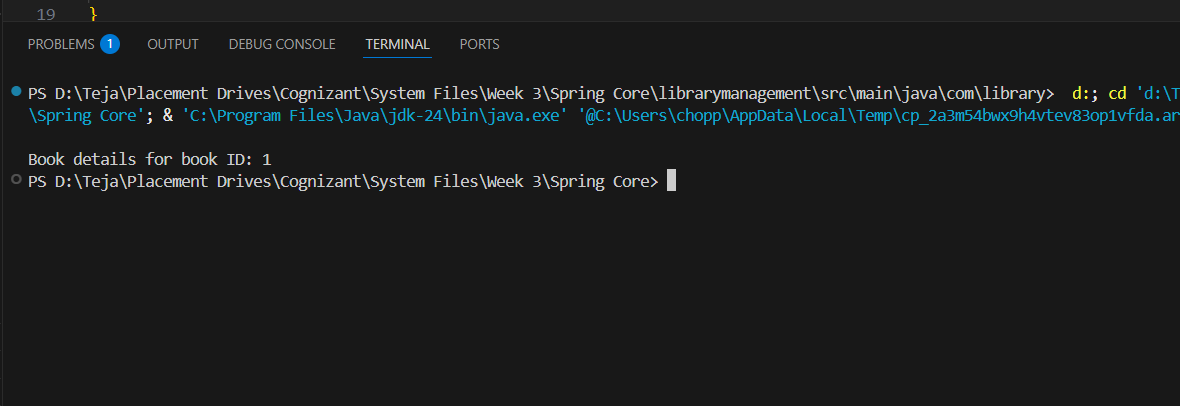 19 }
PROBLEMS 1 OUTPUT DEBUG CONSOLE TERMINAL PORTS
PS D:\Teja\Placement Drives\Cognizant\System Files\Week 3\Spring Core\librarymanagement\src\main\java\com\library> d:; cd 'd:\T
\Spring Core'; & 'C:\Program Files\Java\jdk-24\bin\java.exe' '@C:\Users\chopp\AppData\Local\Temp\cp_2a3m54bwx9h4vtev83op1vfda.ar
Book details for book ID: 1
PS D:\Teja\Placement Drives\Cognizant\System Files\Week 3\Spring Core>